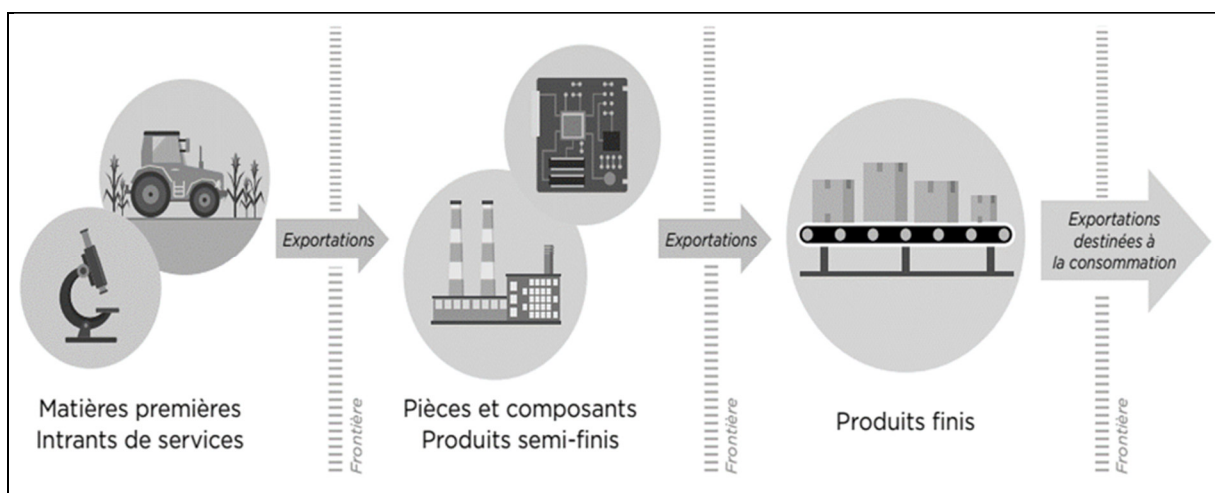 Exportations
Exportations
Exportations
destinées à
la consommation
Matières premières
Intrants de services
Frontière
Pièces et composants
Produits semi-finis
Frontière
Produits finis
Frontière